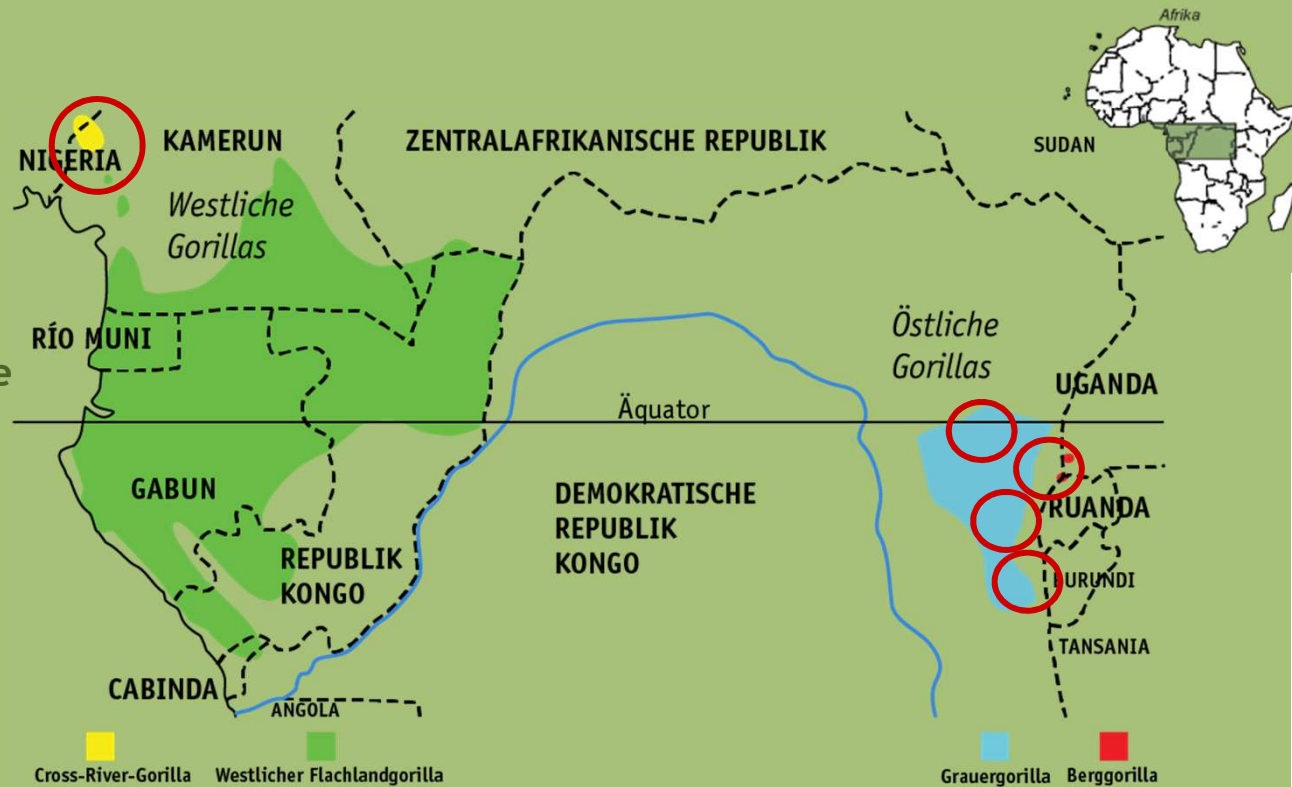 Afrika
KAMERUN
ZENTRALAFRIKANISCHE REPUBLIK
SUDAN
NIGERIA
Westliche
Gorillas
RÍO MUNI
Östliche
Gorillas
e
UGANDA
Äquator
GABUN
DEMOKRATISCHE
REPUBLIK
KONGO
RUANDA
REPUBLIK
KONGO
BURUNDI
TANSANIA
CABINDA
ANGOLA
Cross-River-Gorilla
Westlicher Flachlandgorilla
Grauergorilla
Berggorilla